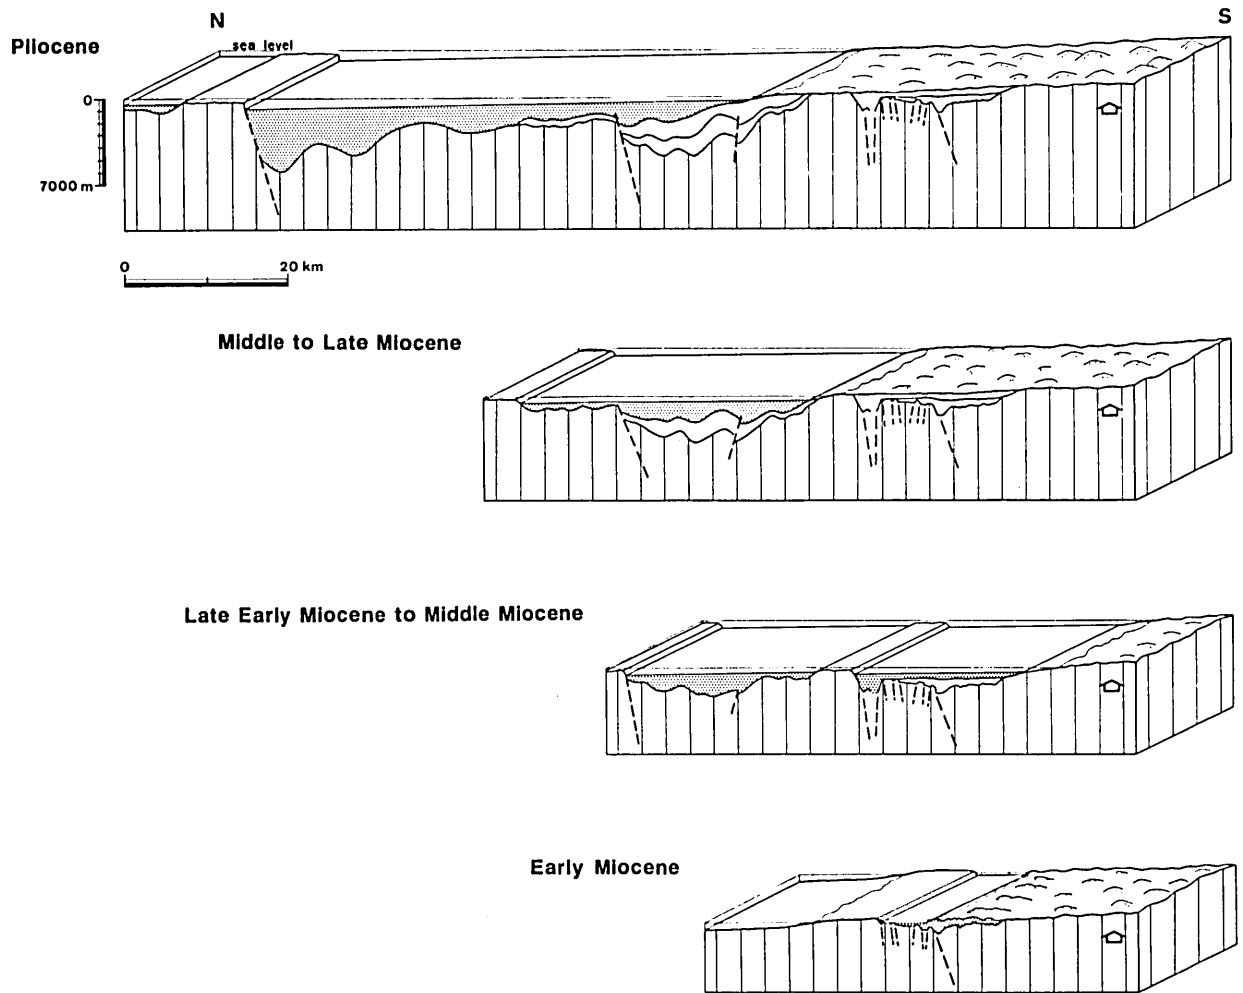 N
S
Pliocene
sea level
0
7000 m
0 20 km
Middle to Late Miocene
Late Early Miocene to Middle Miocene
Early Miocene